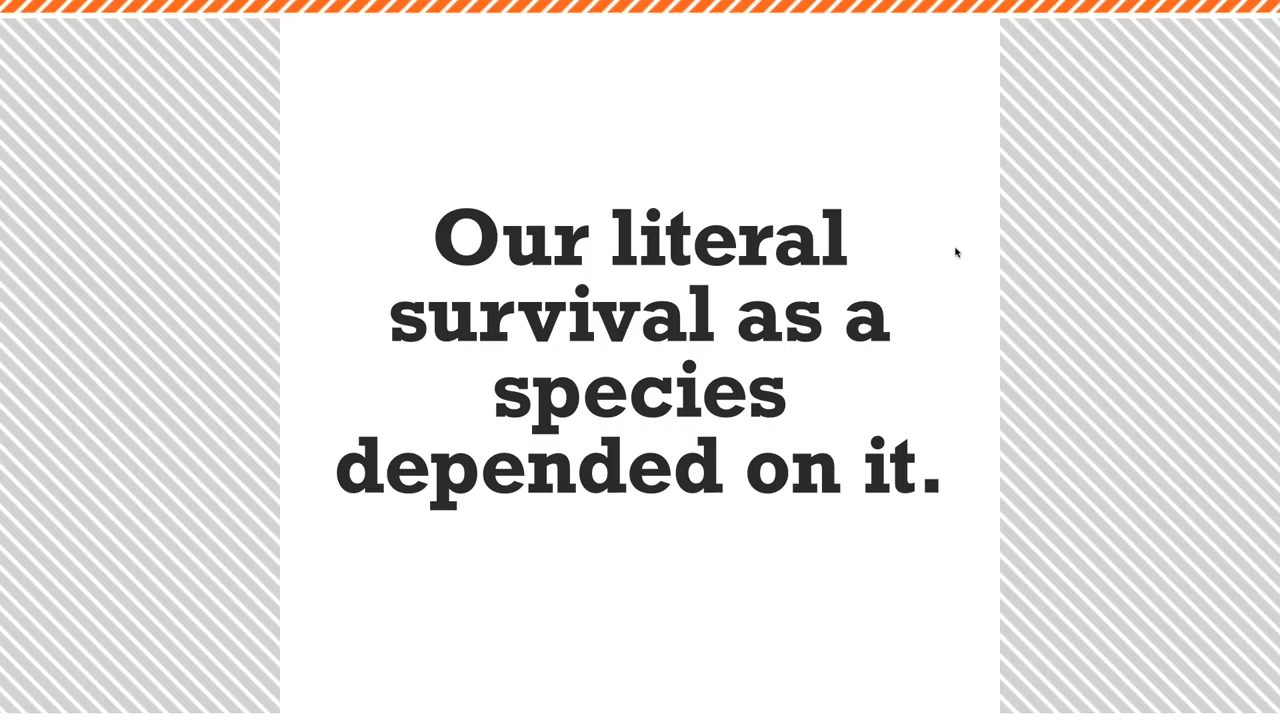 Our literal
survival as a
species
depended on it.